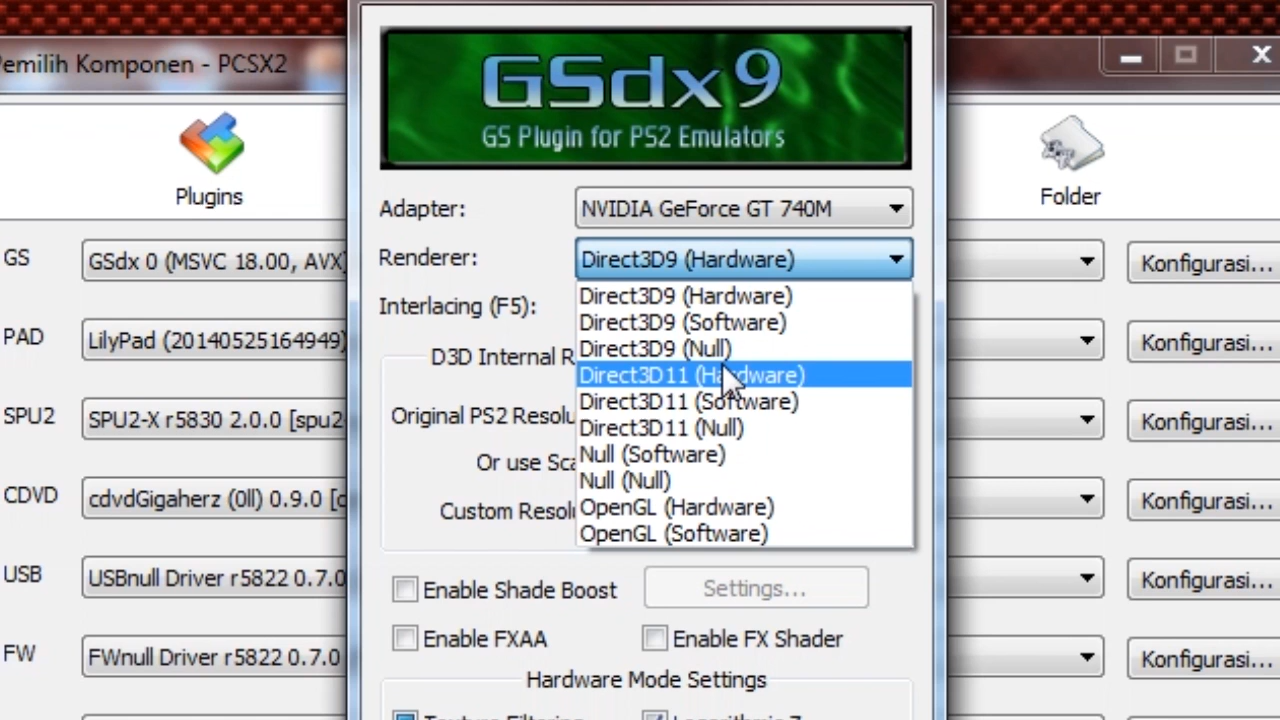 Pemilih Komponen - PCSX2
GSdx9
GS Plugin for PS2 Emulators
Plugins
Folder
Adapter:
NVIDIA GeForce GT 740M
GS
GSdx 0 (MSVC 18.00, AVX)
Renderer:
Direct3D9 (Hardware)
Konfigurasi...
Direct3D9 (Hardware)
Interlacing (F5):
Direct3D9 (Software)
PAD
LilyPad (20140525164949)
Direct3D9 (Null)
Konfigurasi...
D3D Internal
Direct3D11 (Hardware)
Direct3D11 (Software)
SPU2
SPU2-X r5830 2.0.0 [spu2-
Original PS2
Direct3D11 (Null)
Konfigurasi...
Null (Software)
Or use
Null (Null)
CDVD
cdvdGigaherz (0ll) 0.9.0 [c
Custom
OpenGL (Hardware)
Konfigurasi...
OpenGL (Software)
USB
USBnull Driver r5822 0.7.0
Enable Shade Boost
Settings...
Konfigurasi...
Enable FXAA
Enable FX Shader
FW
FWnull Driver r5822 0.7.0
Konfigurasi...
Hardware Mode Settings
Texture Filtering
Logarithmic Z